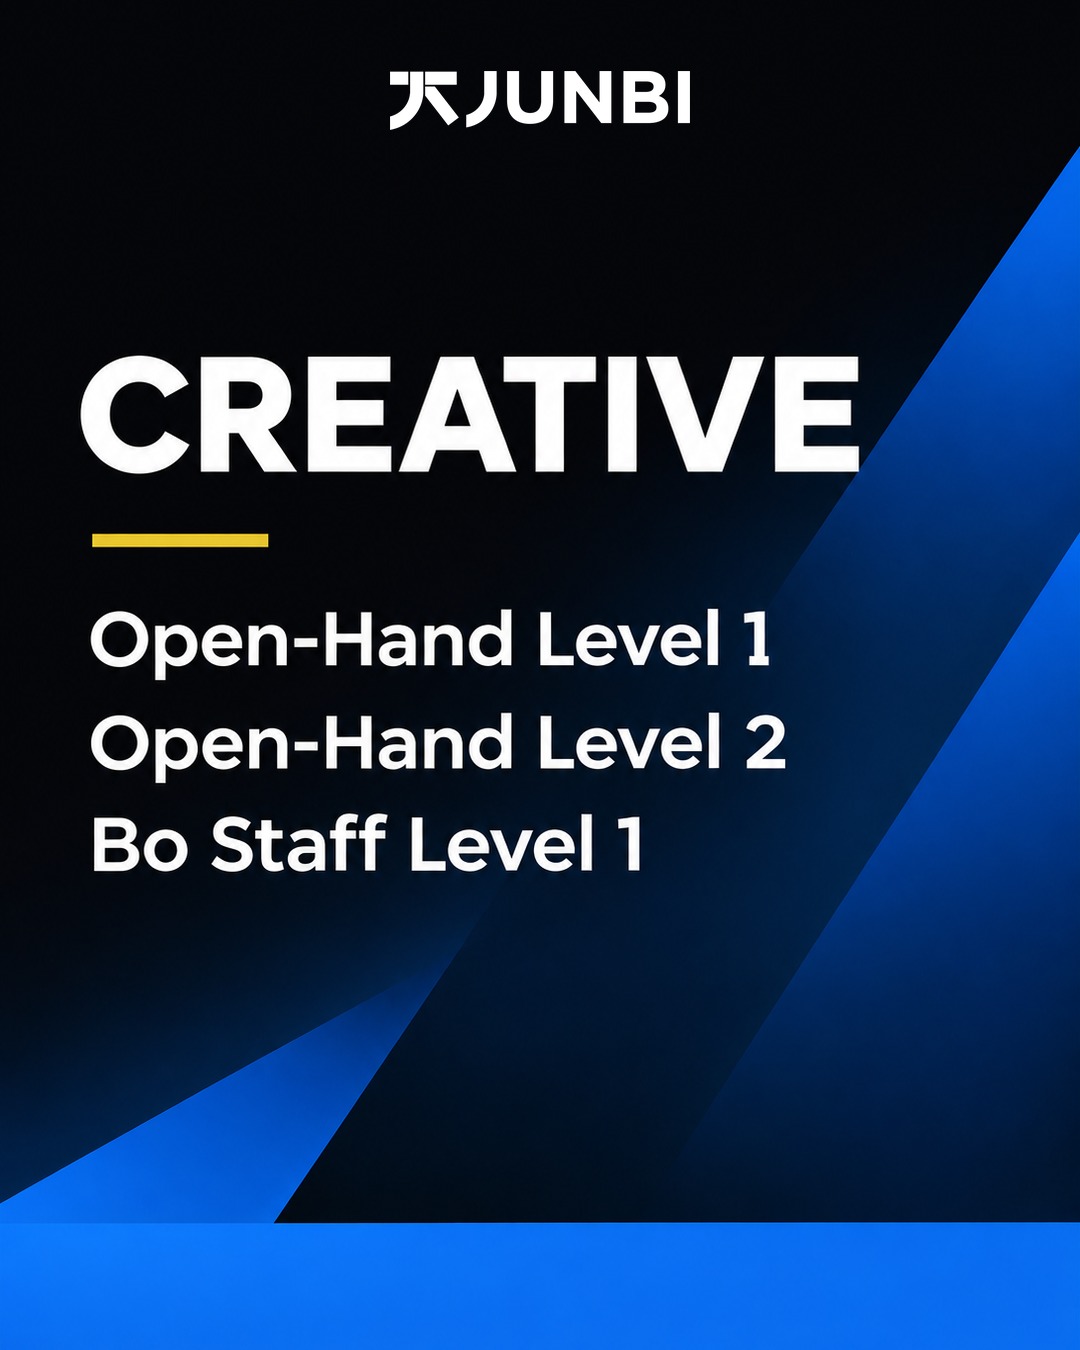 JUNBI
CREATIVE
Open-Hand Level 1
Open-Hand Level 2
Bo Staff Level 1